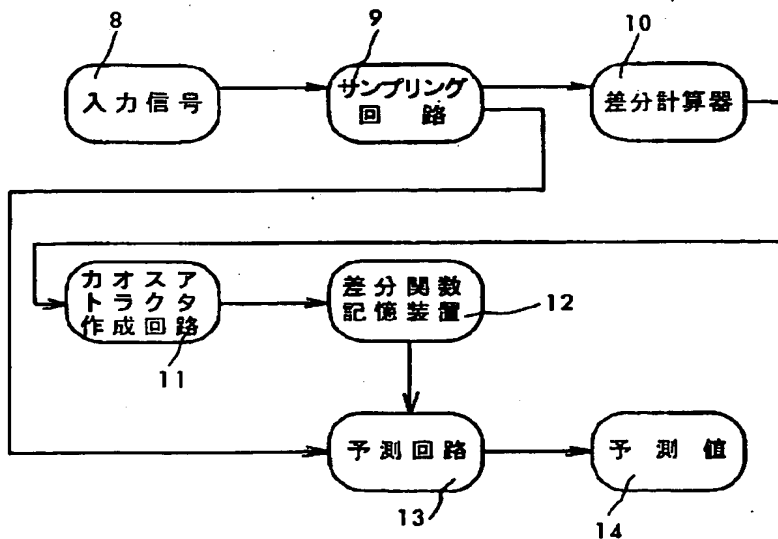 8
入力信号
9
サンプリング
回路
10
差分計算器
カオスア
トラクタ
作成回路
11
差分関数
記憶装置
12
予測回路
13
予測値
14